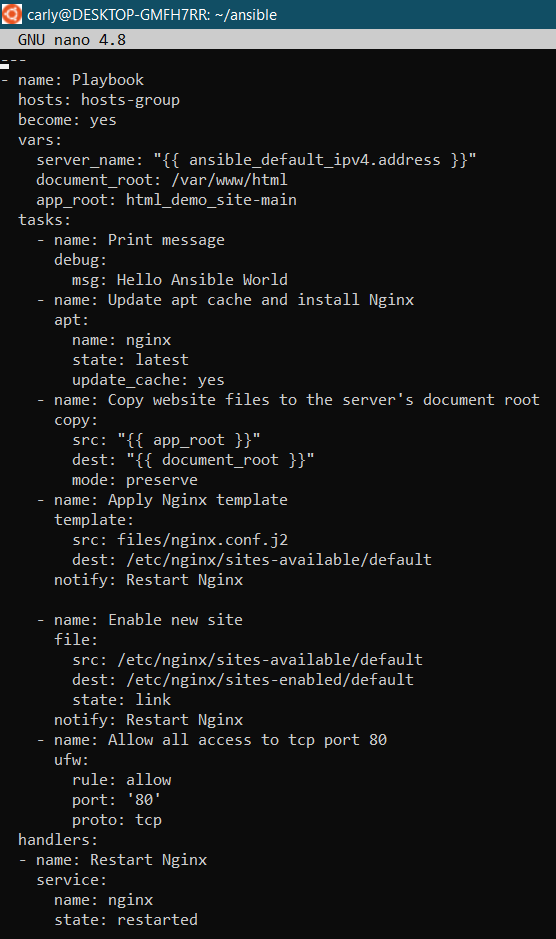 carly@DESKTOP-GMFH7RR: ~/ansible
GNU nano 4.8
---
- name: Playbook
  hosts: hosts-group
  become: yes
  vars:
    server_name: "{{ ansible_default_ipv4.address }}"
    document_root: /var/www/html
    app_root: html_demo_site-main
  tasks:
    - name: Print message
      debug:
        msg: Hello Ansible World
    - name: Update apt cache and install Nginx
      apt:
        name: nginx
        state: latest
        update_cache: yes
    - name: Copy website files to the server's document root
      copy:
        src: "{{ app_root }}"
        dest: "{{ document_root }}"
        mode: preserve
    - name: Apply Nginx template
      template:
        src: files/nginx.conf.j2
        dest: /etc/nginx/sites-available/default
      notify: Restart Nginx

    - name: Enable new site
      file:
        src: /etc/nginx/sites-available/default
        dest: /etc/nginx/sites-enabled/default
        state: link
      notify: Restart Nginx
    - name: Allow all access to tcp port 80
      ufw:
        rule: allow
        port: '80'
        proto: tcp
  handlers:
  - name: Restart Nginx
    service:
      name: nginx
      state: restarted